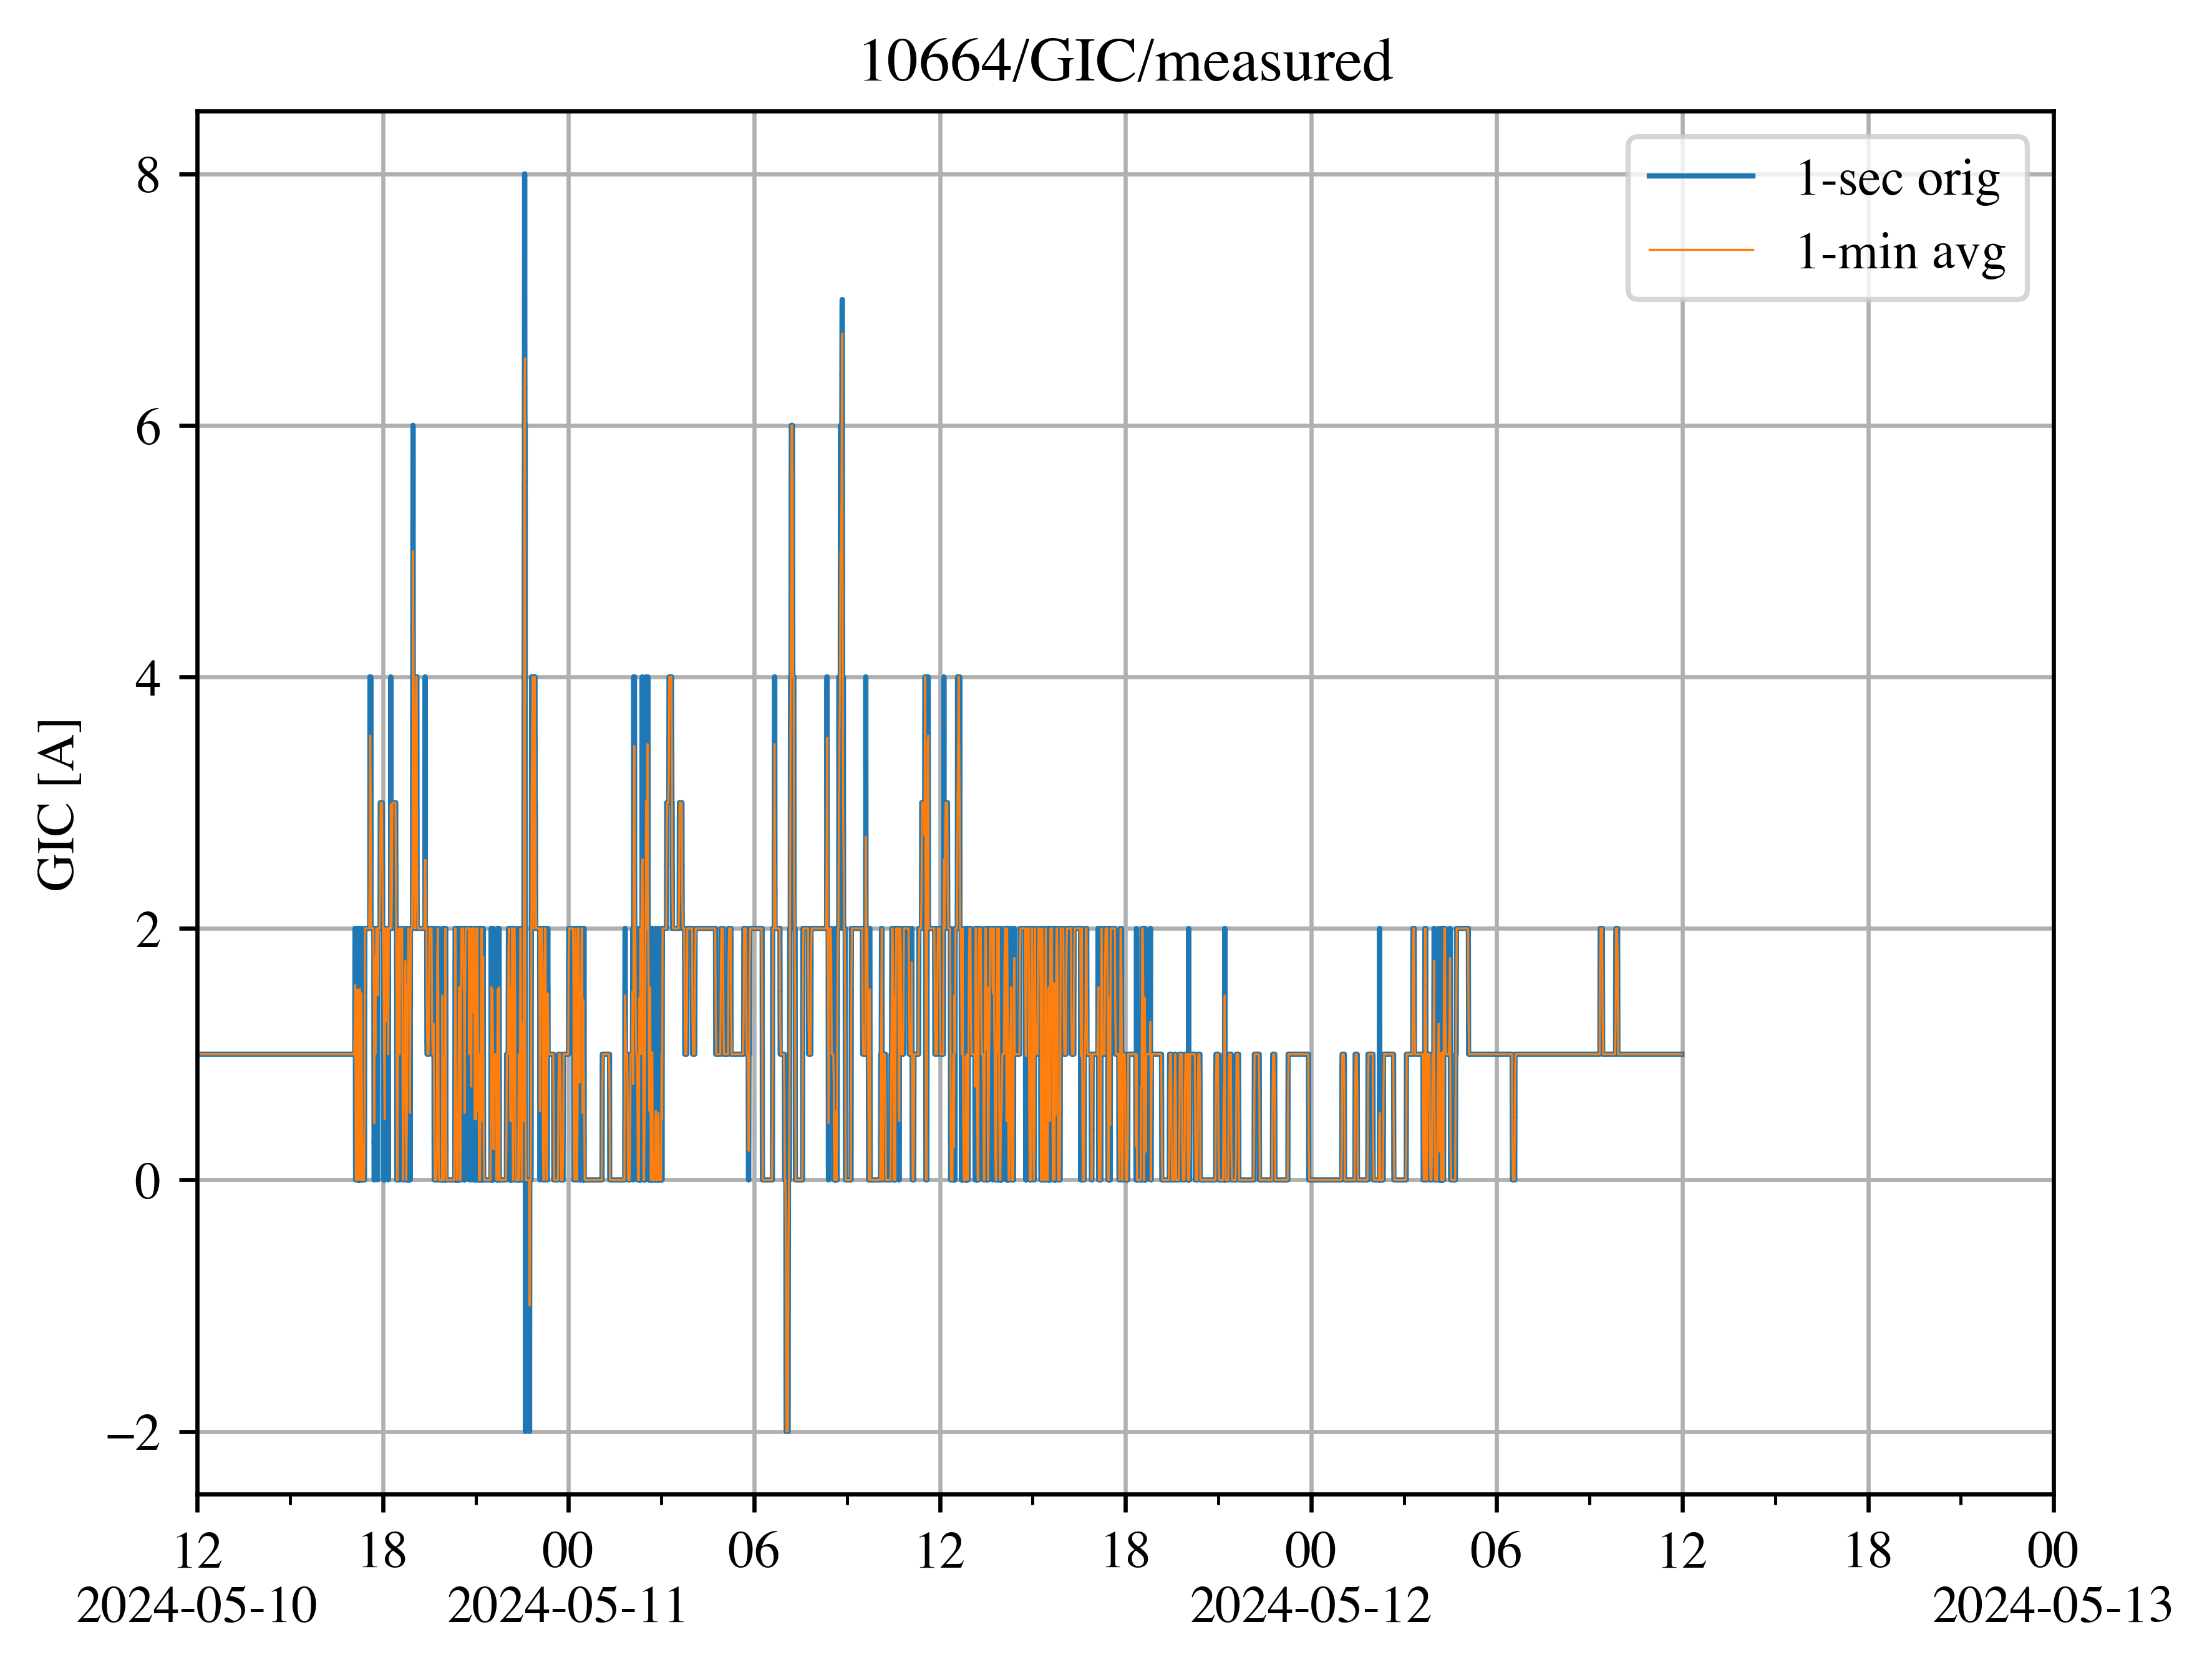 10664/GIC/measured
1-sec orig
1-min avg
GIC [A]
8
6
4
2
0
−2
12 18 00 06 12 18 00 06 12 18 00
2024-05-10 2024-05-11 2024-05-12 2024-05-13